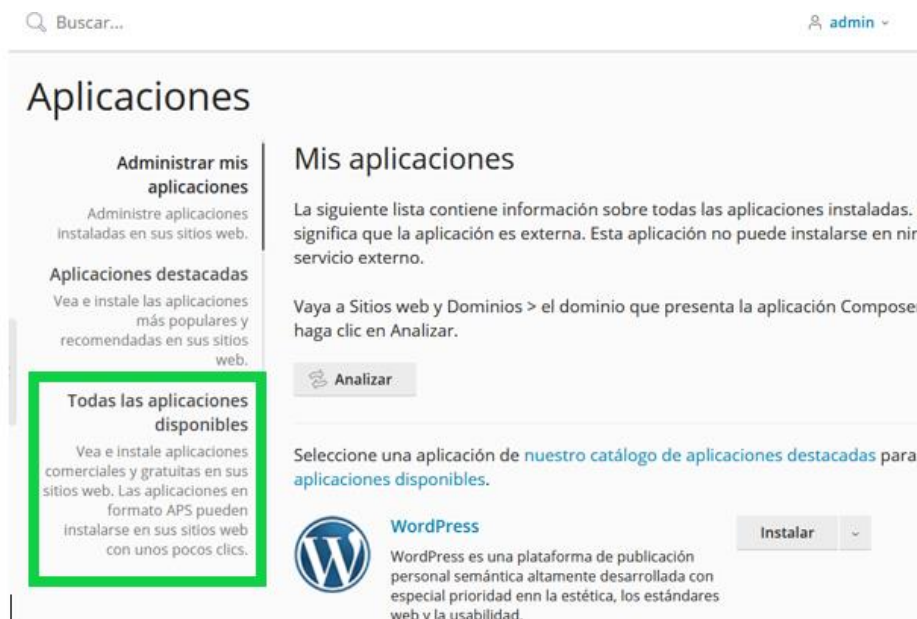 Buscar...
admin
Aplicaciones
Administrar mis
aplicaciones
Administre aplicaciones
instaladas en sus sitios web.
Aplicaciones destacadas
Vea e instale las aplicaciones
más populares y
recomendadas en sus sitios
web.
Todas las aplicaciones
disponibles
Vea e instale aplicaciones
comerciales y gratuitas en sus
sitios web. Las aplicaciones en
formato APS pueden
instalarse en sus sitios web
con unos pocos clics.
Mis aplicaciones
La siguiente lista contiene información sobre todas las aplicaciones instaladas.
significa que la aplicación es externa. Esta aplicación no puede instalarse en
servicio externo.
Vaya a Sitios web y Dominios > el dominio que presenta la aplicación
haga clic en Analizar.
Analizar
Seleccione una aplicación de nuestro catálogo de aplicaciones destacadas para
aplicaciones disponibles.
WordPress
Instalar
WordPress es una plataforma de publicación
personal semántica altamente desarrollada con
especial prioridad enn la estética, los estándares
web y la usabilidad.